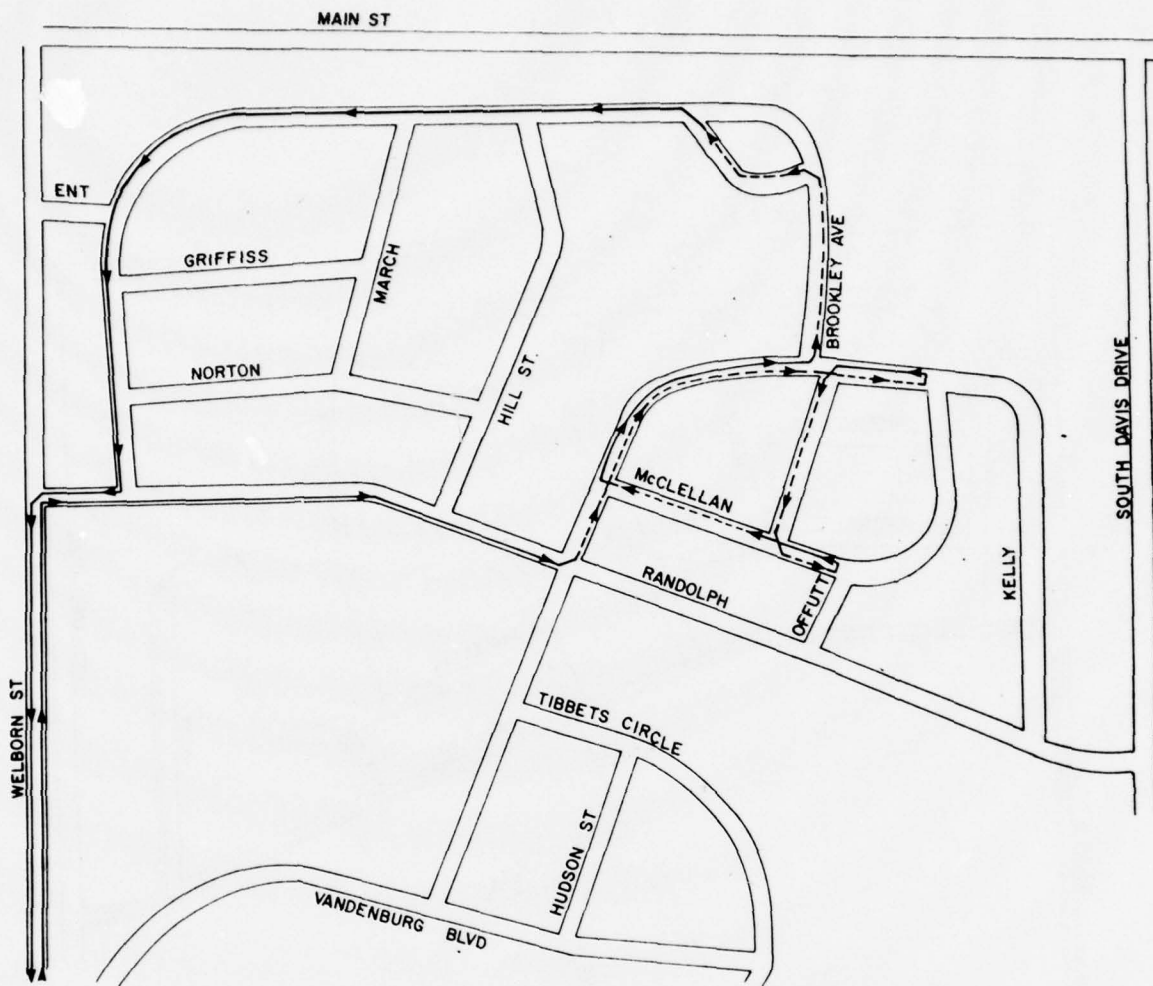 MAIN ST
ENT
GRIFFISS
MARCH
NORTON
HILL ST.
BROOKLEY AVE
SOUTH DAVIS DRIVE
McCLELLAN
RANDOLPH
OFFUTT
KELLY
WELBORN ST
TIBBETS CIRCLE
HUDSON ST
VANDENBURG BLVD